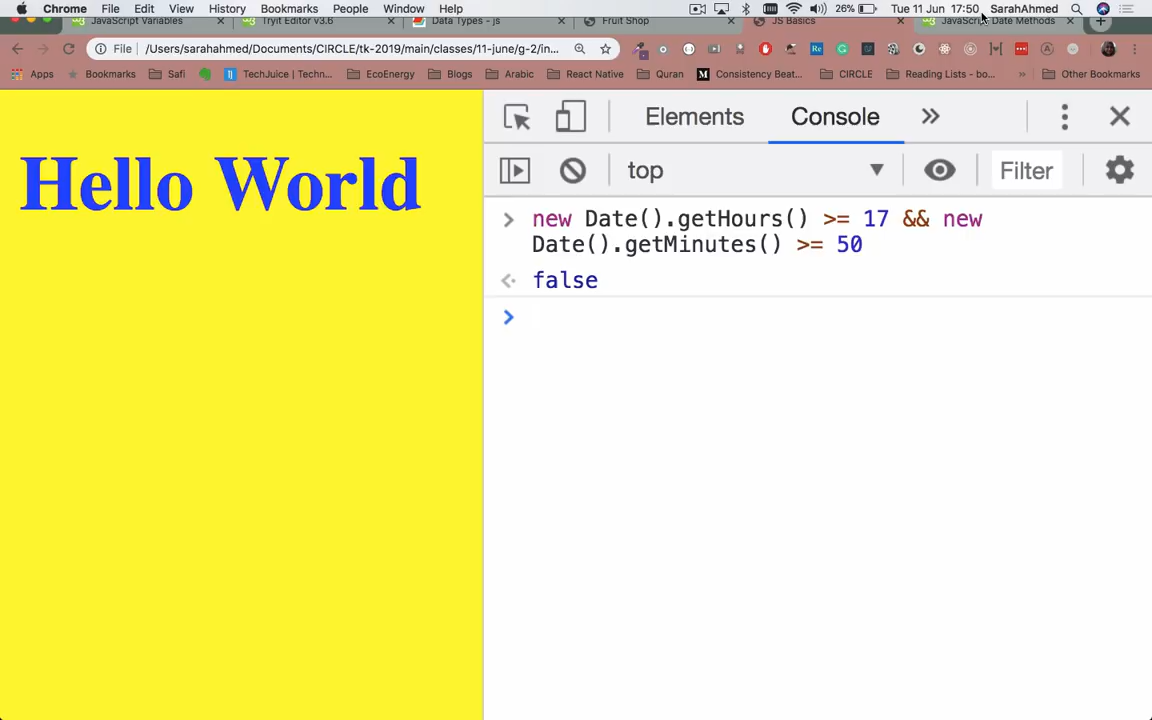 Chrome File Edit View History Bookmarks People Window Help 26% Tue 11 Jun 17:50 SarahAhmed
JavaScript Variables Tryit Editor v3.6 Data Types - js Fruit Shop JS Basics JavaScript Date Methods
File /Users/sarahahmed/Documents/CIRCLE/tk-2019/main/classes/11-june/g-2/in...
Apps Bookmarks Safi TechJuice | Techn... EcoEnergy Blogs Arabic React Native Quran Consistency Beat... CIRCLE Reading Lists - bo... » Other Bookmarks
Elements Console »
top Filter
Hello World
> new Date().getHours() >= 17 && new
Date().getMinutes() >= 50
false
>